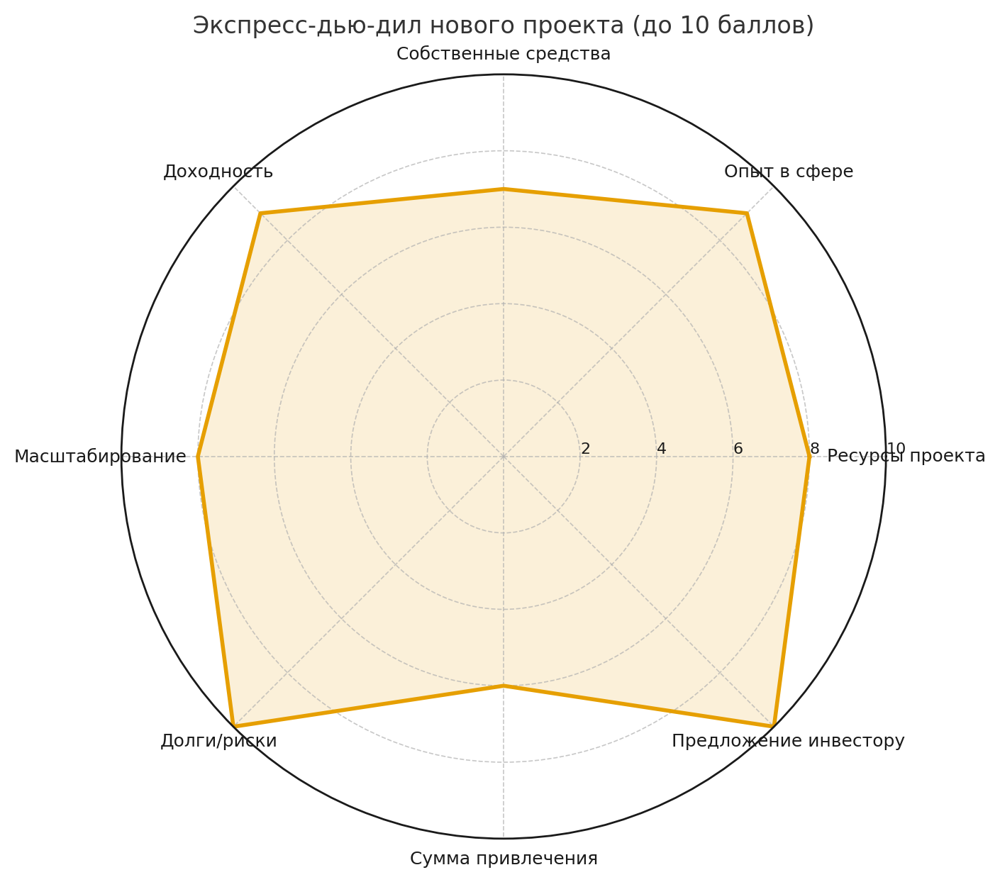 Экспресс-дью-дил нового проекта (до 10 баллов)
Собственные средства
Доходность
Опыт в сфере
Масштабирование
2
4
6
8
10
Ресурсы проекта
Долги/риски
Предложение инвестору
Сумма привлечения